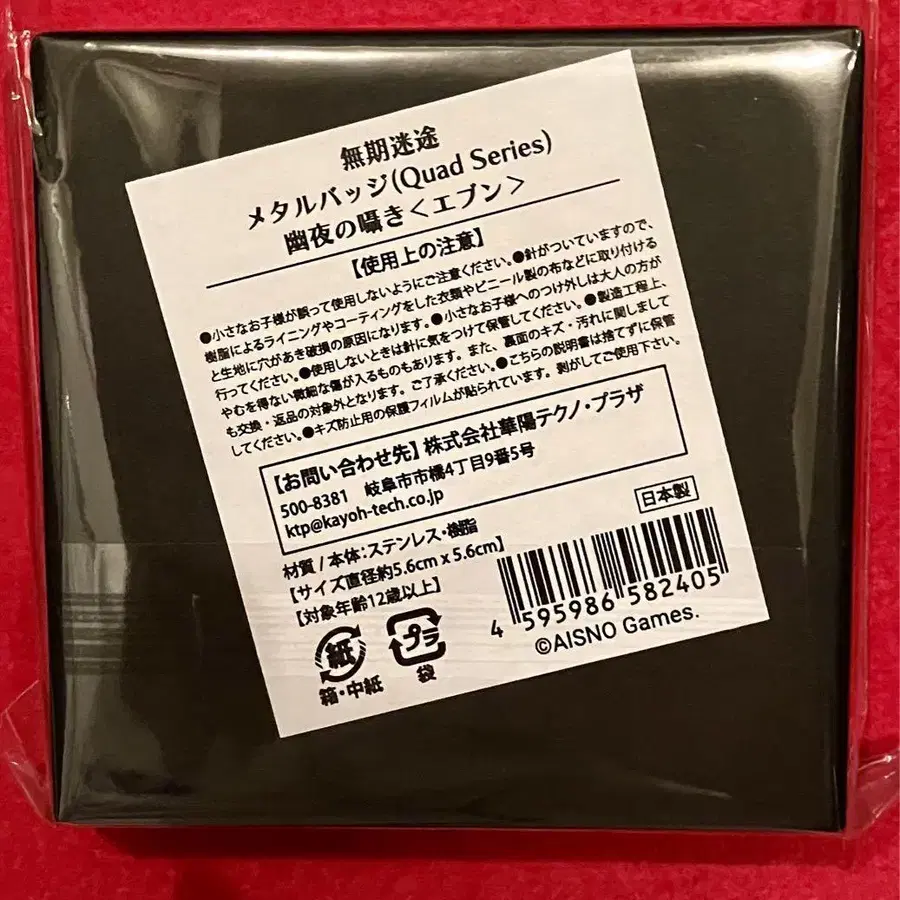 無期迷途
メタルバッジ(Quad Series)
幽夜の囁き＜エブン＞
【使用上の注意】
●小さなお子様が誤って使用しないようにご注意ください。●針がついていますので、
樹脂によるライニングやコーティングをした衣類やビニール製の布などに取り付ける
と生地に穴があき破損の原因になります。●小さなお子様へのつけ外しは大人の方が
行ってください。●使用しないときは針に気をつけて保管してください。●製造工程上、
やむを得ない微細な傷が入るものもあります。また、裏面のキズ・汚れに関しまして
も交換・返品の対象外となります。ご了承ください。●こちらの説明書は捨てずに保管
してください。●キズ防止用の保護フィルムが貼られています。剥がしてご使用下さい。
【お問い合わせ先】株式会社華陽テクノ・プラザ
500-8381 岐阜市市橋4丁目9番5号
ktp@kayoh-tech.co.jp
日本製
材質/本体:ステンレス・樹脂
【サイズ直径約5.6cm x 5.6cm】
【対象年齢12歳以上】
4 595986 582405
©AISNO Games.
紙
箱・中紙
プラ
袋